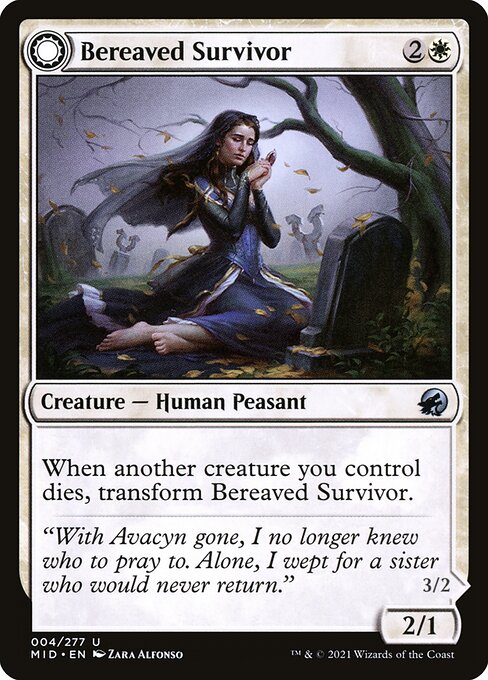 Bereaved Survivor 2
Creature — Human Peasant
When another creature you control
dies, transform Bereaved Survivor.
“With Avacyn gone, I no longer knew
who to pray to. Alone, I wept for a sister
who would never return.”
3/2
2/1
004/277 U
MID • EN Zara Alfonso
™ & © 2021 Wizards of the Coast